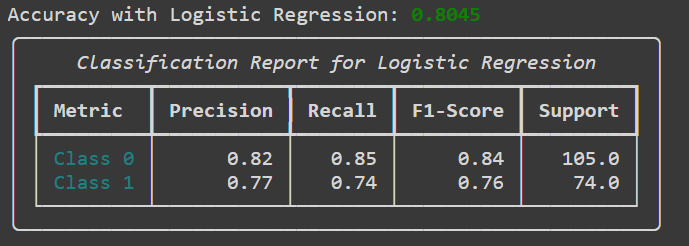 Accuracy with Logistic Regression: 0.8045
Classification Report for Logistic Regression
Metric Precision Recall F1-Score Support
Class 0 0.82 0.85 0.84 105.0
Class 1 0.77 0.74 0.76 74.0